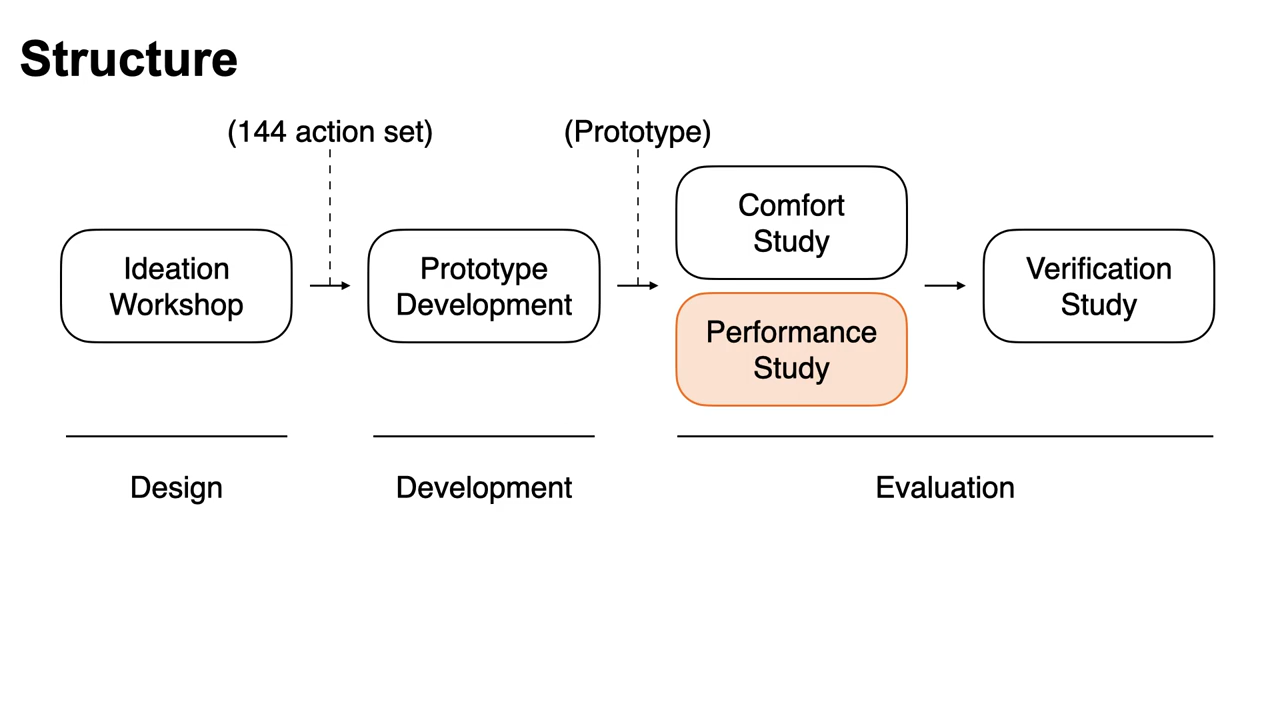 Structure
(144 action set)
(Prototype)
Ideation
Workshop
Prototype
Development
Comfort
Study
Performance
Study
Verification
Study
Design
Development
Evaluation